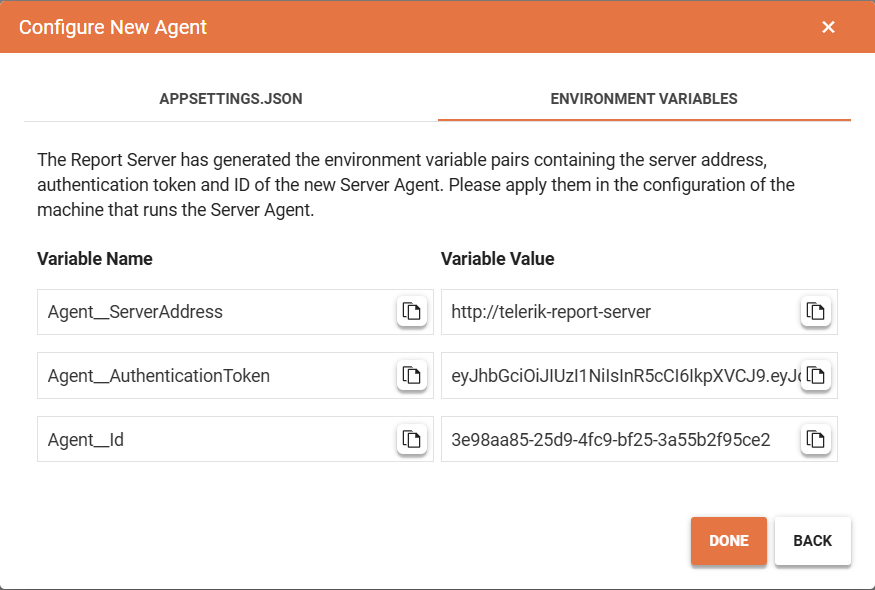 Configure New Agent
APPSETTINGS.JSON
ENVIRONMENT VARIABLES
The Report Server has generated the environment variable pairs containing the server address,
authentication token and ID of the new Server Agent. Please apply them in the configuration of the
machine that runs the Server Agent.
Variable Name Variable Value
Agent__ServerAddress http://telerik-report-server
Agent__AuthenticationToken eyJhbGciOiJIUzI1NiIsInR5cCI6IkpXVCJ9.eyJ
Agent__Id 3e98aa85-25d9-4fc9-bf25-3a55b2f95ce2
DONE BACK